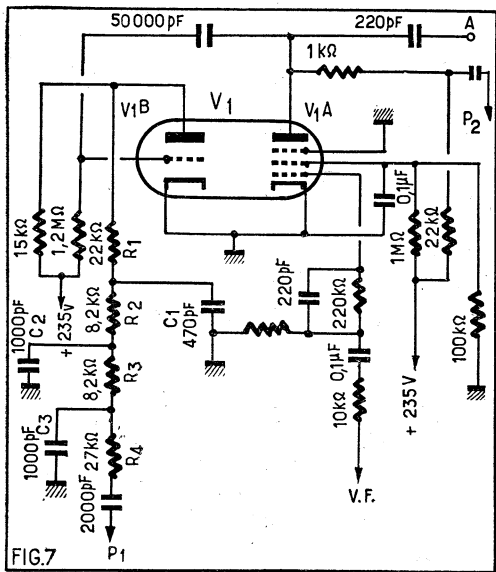 50000pF
220pF
A
1kΩ
P2
V1B
V1
V1A
0,1µF
15kΩ
1,2MΩ
22kΩ
R1
+235V
8,2kΩ
R2
C1
470pF
220pF
220kΩ
1MΩ
22kΩ
100kΩ
1000pF
C2
8,2kΩ
R3
0,1µF
10kΩ
+235V
1000pF
C3
27kΩ
R4
2000pF
P1
V.F.
FIG.7